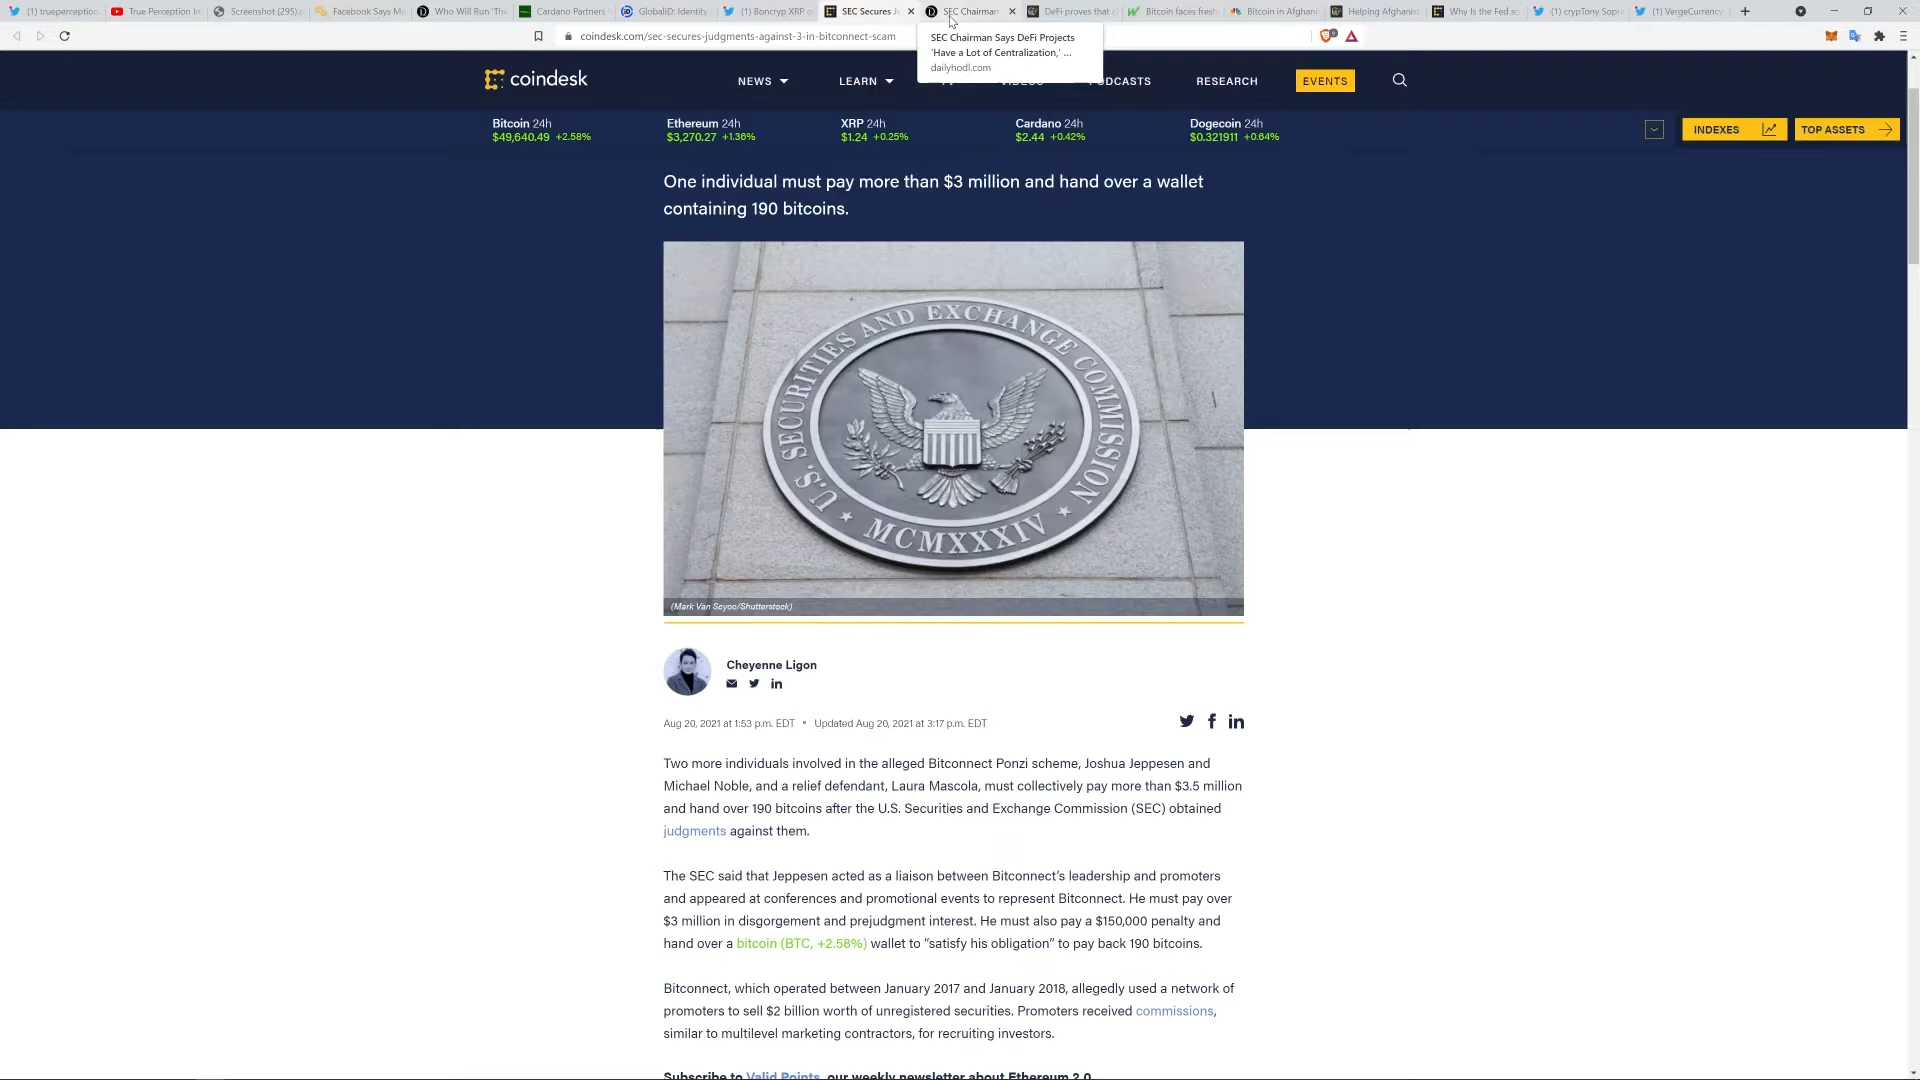 (1) trueperception
True Perception In
Screenshot (295).p
Facebook Says Mo
Who Will Run 'The
Cardano Partners
GlobaliD: Identity
(1) Boncryp XRP o
SEC Secures J
SEC Chairman
DeFi proves that c
Bitcoin faces fresh
Bitcoin in Afghani
Helping Afghanis
Why Is the Fed so
(1) crypTony Sopra
(1) VergeCurrency
coindesk.com/sec-secures-judgments-against-3-in-bitconnect-scam
SEC Chairman Says DeFi Projects
'Have a Lot of Centralization,' ...
dailyhodl.com
coindesk
NEWS
LEARN
PODCASTS
RESEARCH
EVENTS
Bitcoin 24h
$49,640.49 +2.58%
Ethereum 24h
$3,270.27 +1.36%
XRP 24h
$1.24 +0.25%
Cardano 24h
$2.44 +0.42%
Dogecoin 24h
$0.321911 +0.64%
INDEXES
TOP ASSETS
One individual must pay more than $3 million and hand over a wallet
containing 190 bitcoins.
U.S. SECURITIES AND EXCHANGE COMMISSION
MCMXXXIV
(Mark Van Scyoc/Shutterstock)
Cheyenne Ligon
Aug 20, 2021 at 1:53 p.m. EDT • Updated Aug 20, 2021 at 3:17 p.m. EDT
Two more individuals involved in the alleged Bitconnect Ponzi scheme, Joshua Jeppesen and
Michael Noble, and a relief defendant, Laura Mascola, must collectively pay more than $3.5 million
and hand over 190 bitcoins after the U.S. Securities and Exchange Commission (SEC) obtained
judgments against them.
The SEC said that Jeppesen acted as a liaison between Bitconnect's leadership and promoters
and appeared at conferences and promotional events to represent Bitconnect. He must pay over
$3 million in disgorgement and prejudgment interest. He must also pay a $150,000 penalty and
hand over a bitcoin (BTC, +2.58%) wallet to "satisfy his obligation" to pay back 190 bitcoins.
Bitconnect, which operated between January 2017 and January 2018, allegedly used a network of
promoters to sell $2 billion worth of unregistered securities. Promoters received commissions,
similar to multilevel marketing contractors, for recruiting investors.
Subscribe to Valid Points, our weekly newsletter about Ethereum 2.0